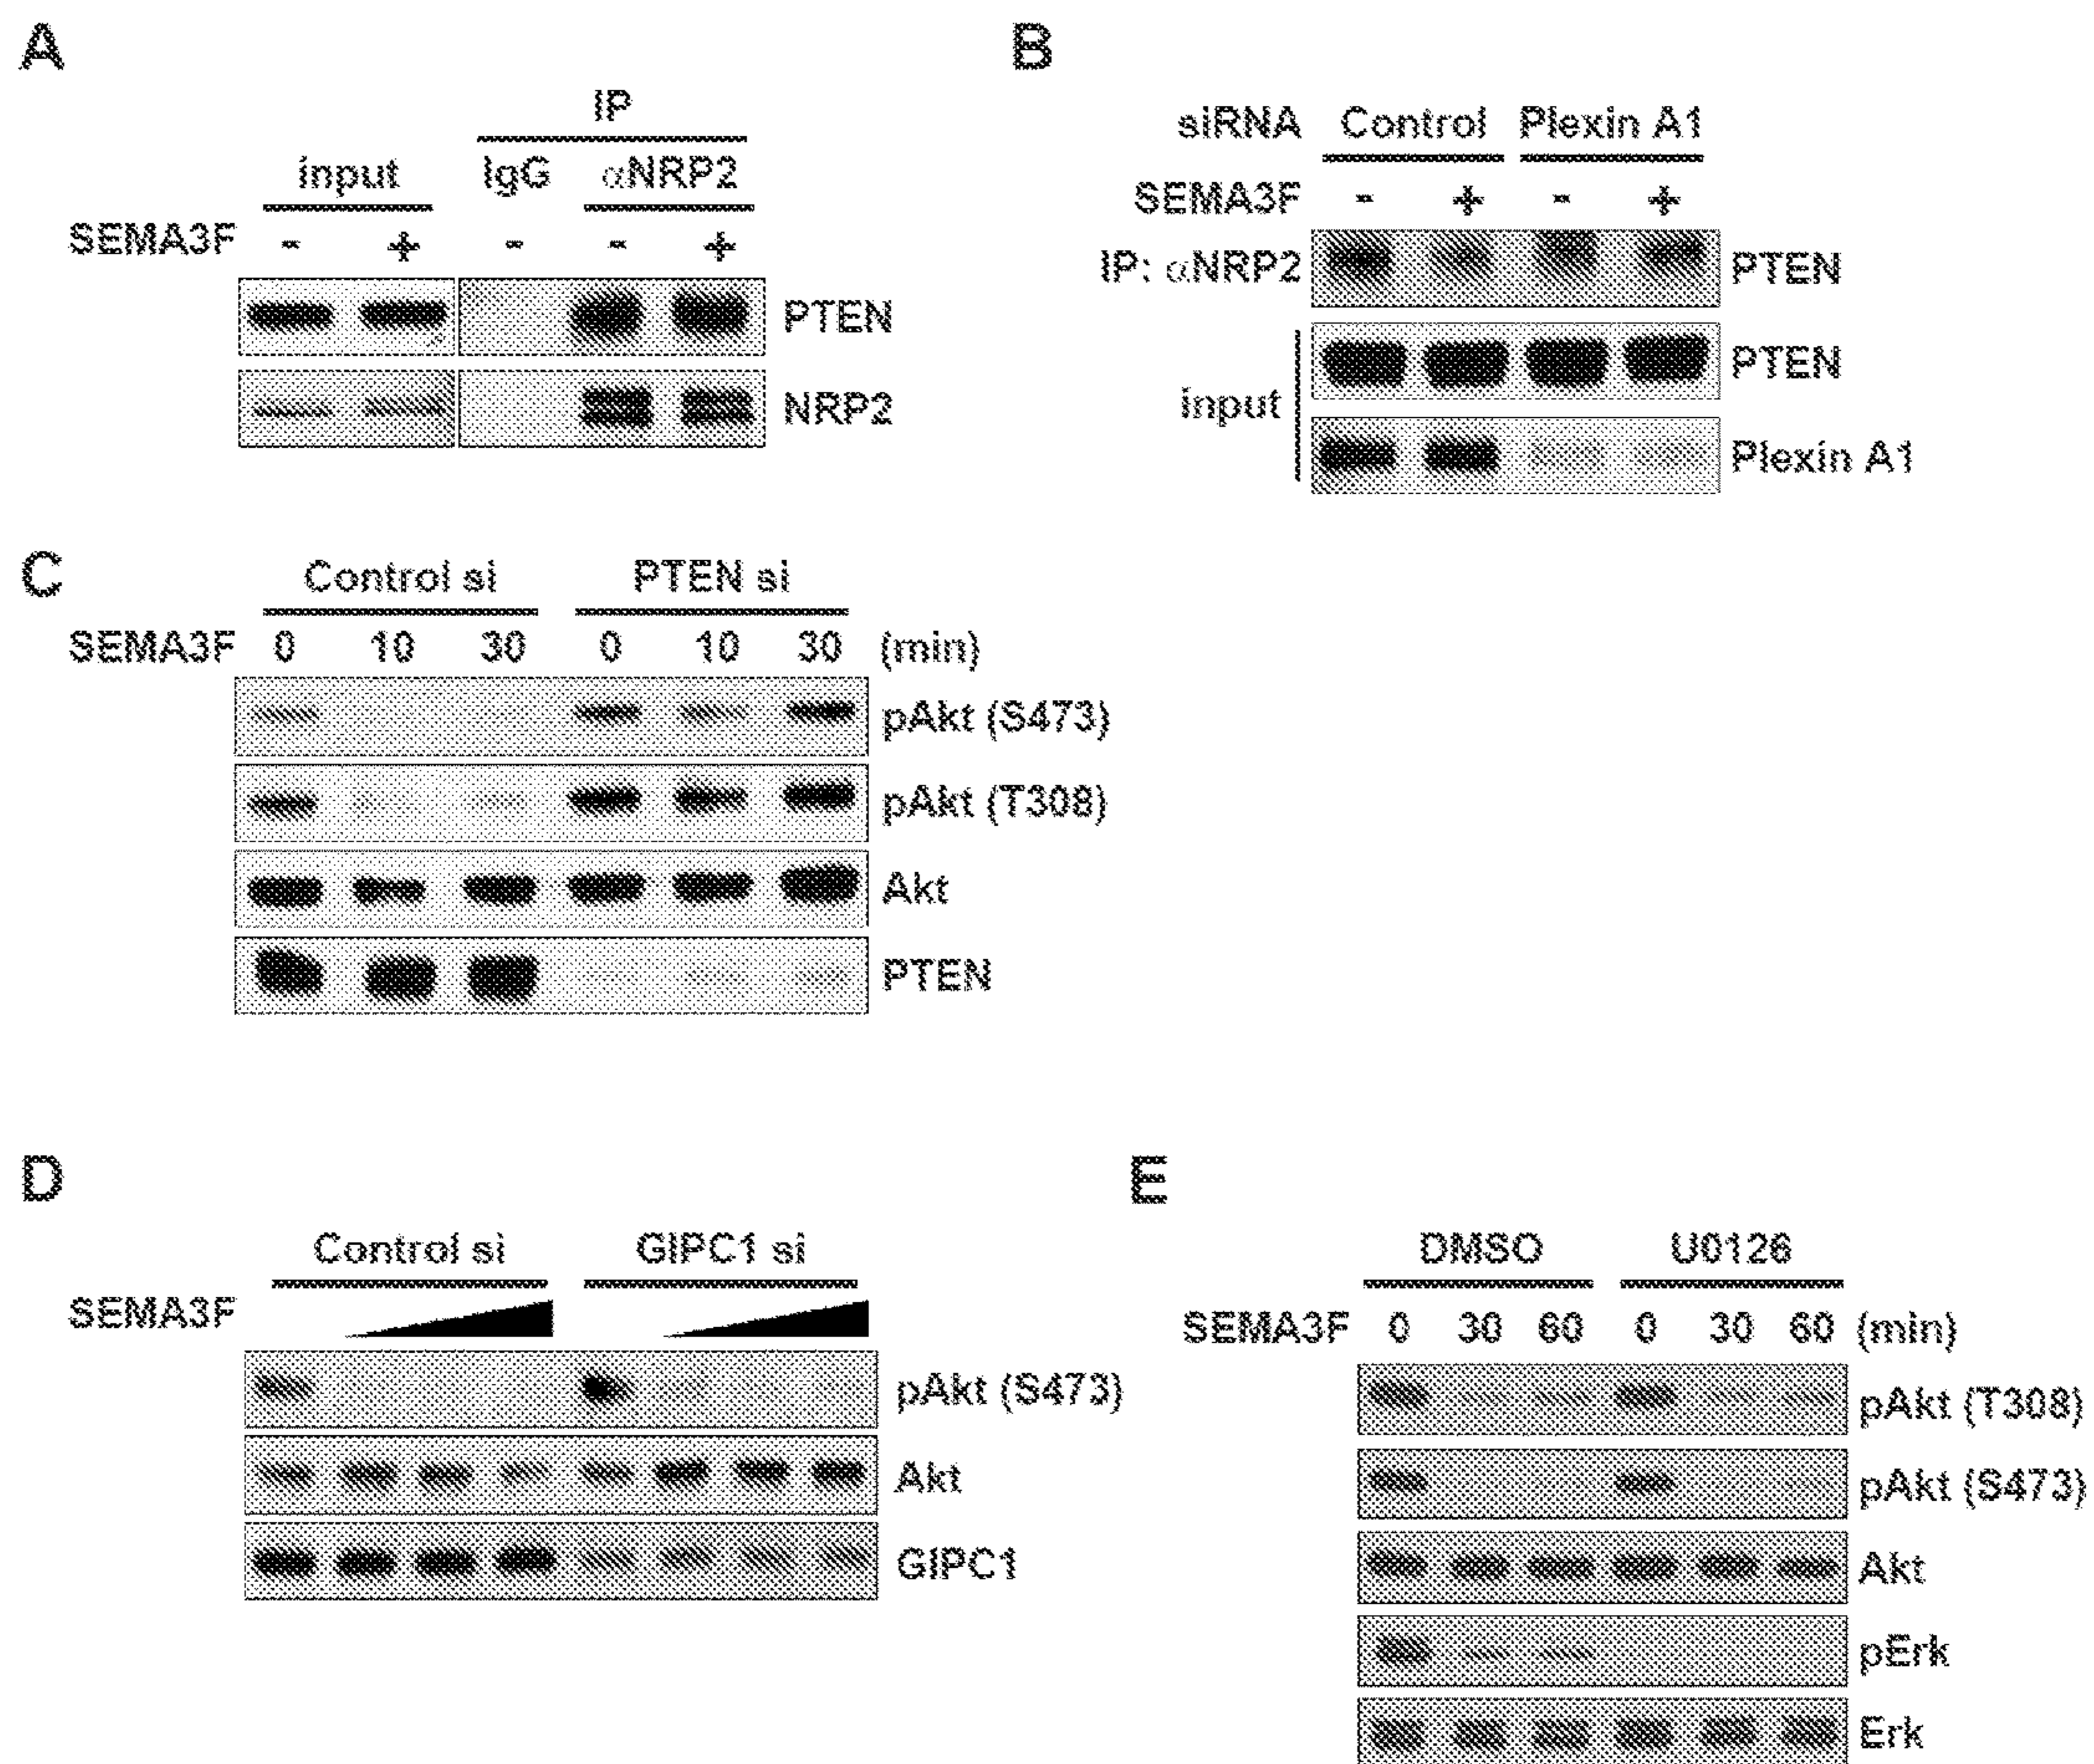 A
IP
input IgG αNRP2
SEMA3F - + - - +
PTEN
NRP2
B
siRNA Control Plexin A1
SEMA3F - + - +
IP: αNRP2 PTEN
input PTEN
Plexin A1
C
Control si PTEN si
SEMA3F 0 10 30 0 10 30 (min)
pAkt (S473)
pAkt (T308)
Akt
PTEN
D
Control si GIPC1 si
SEMA3F
pAkt (S473)
Akt
GIPC1
E
DMSO U0126
SEMA3F 0 30 60 0 30 60 (min)
pAkt (T308)
pAkt (S473)
Akt
pErk
Erk